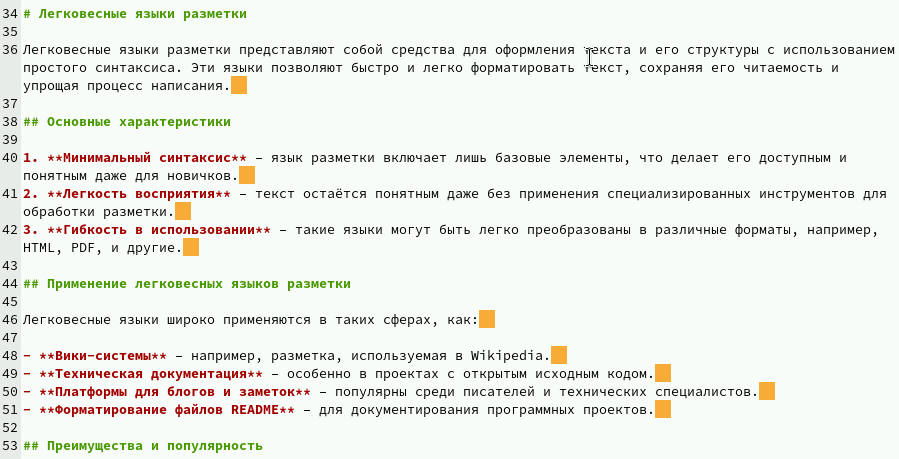 34 # Легковесные языки разметки
35
36 Легковесные языки разметки представляют собой средства для оформления текста и его структуры с использованием
простого синтаксиса. Эти языки позволяют быстро и легко форматировать текст, сохраняя его читаемость и
упрощая процесс написания.
37
38 ## Основные характеристики
39
40 1. **Минимальный синтаксис** – язык разметки включает лишь базовые элементы, что делает его доступным и
понятным даже для новичков.
41 2. **Легкость восприятия** – текст остаётся понятным даже без применения специализированных инструментов для
обработки разметки.
42 3. **Гибкость в использовании** – такие языки могут быть легко преобразованы в различные форматы, например,
HTML, PDF, и другие.
43
44 ## Применение легковесных языков разметки
45
46 Легковесные языки широко применяются в таких сферах, как:
47
48 - **Вики-системы** – например, разметка, используемая в Wikipedia.
49 - **Техническая документация** – особенно в проектах с открытым исходным кодом.
50 - **Платформы для блогов и заметок** – популярны среди писателей и технических специалистов.
51 - **Форматирование файлов README** – для документирования программных проектов.
52
53 ## Преимущества и популярность